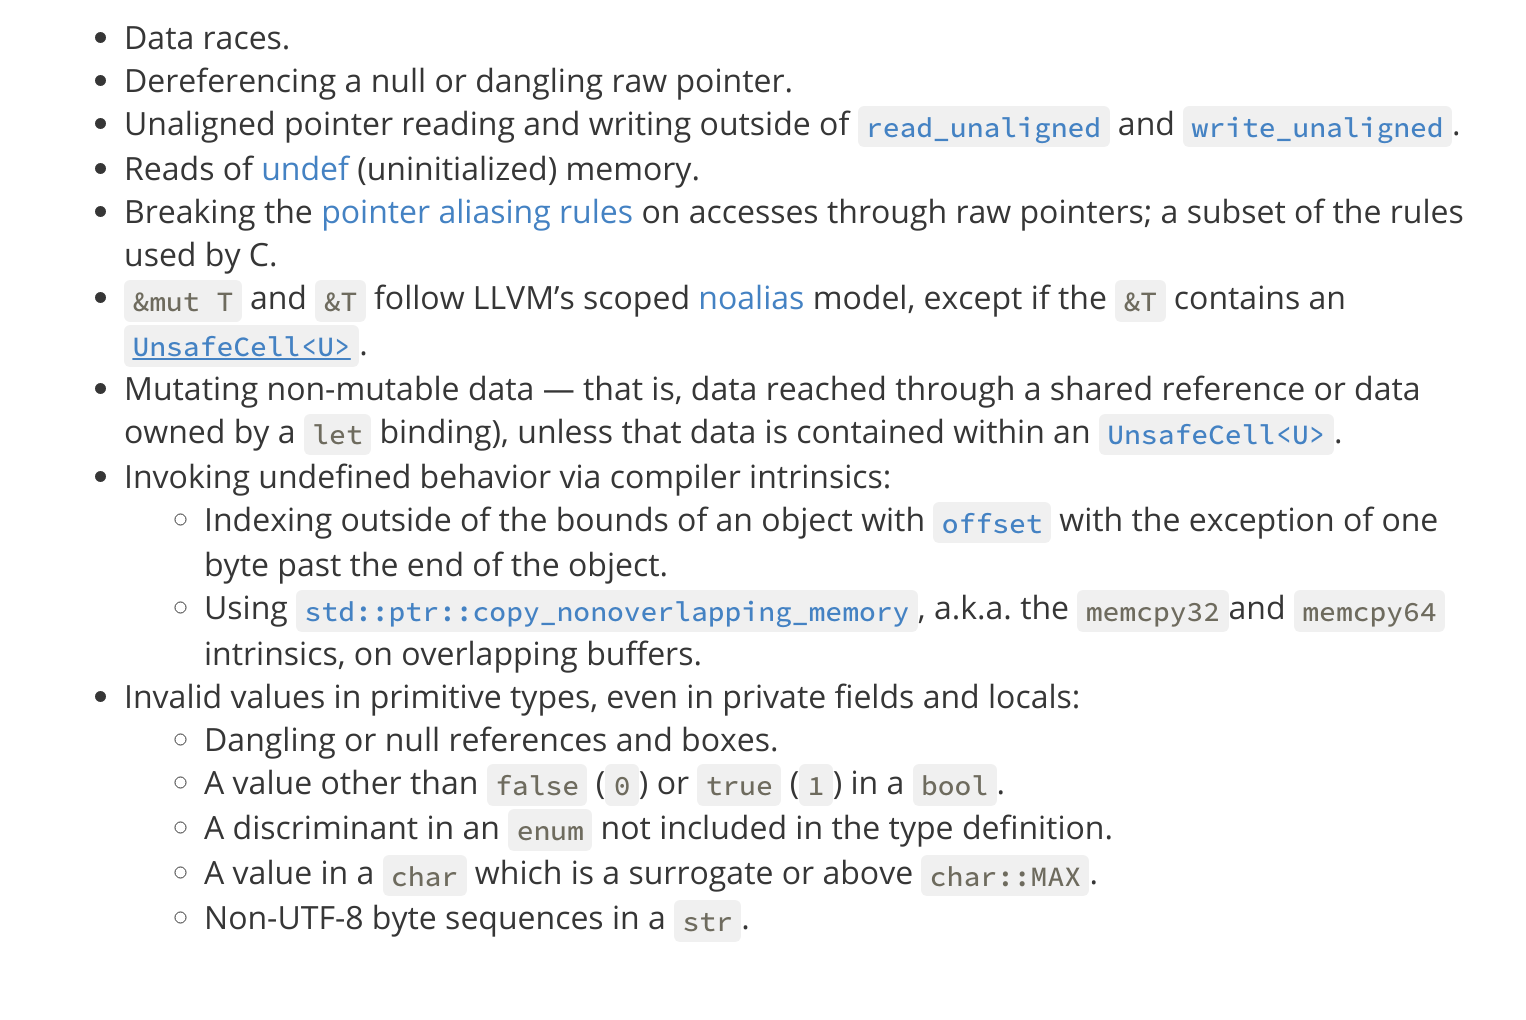 • Data races.
• Dereferencing a null or dangling raw pointer.
• Unaligned pointer reading and writing outside of read_unaligned and write_unaligned.
• Reads of undef (uninitialized) memory.
• Breaking the pointer aliasing rules on accesses through raw pointers; a subset of the rules
used by C.
• &mut T and &T follow LLVM’s scoped noalias model, except if the &T contains an
UnsafeCell<U>.
• Mutating non-mutable data — that is, data reached through a shared reference or data
owned by a let binding), unless that data is contained within an UnsafeCell<U>.
• Invoking undefined behavior via compiler intrinsics:
◦ Indexing outside of the bounds of an object with offset with the exception of one
byte past the end of the object.
◦ Using std::ptr::copy_nonoverlapping_memory, a.k.a. the memcpy32and memcpy64
intrinsics, on overlapping buffers.
• Invalid values in primitive types, even in private fields and locals:
◦ Dangling or null references and boxes.
◦ A value other than false (0) or true (1) in a bool.
◦ A discriminant in an enum not included in the type definition.
◦ A value in a char which is a surrogate or above char::MAX.
◦ Non-UTF-8 byte sequences in a str.